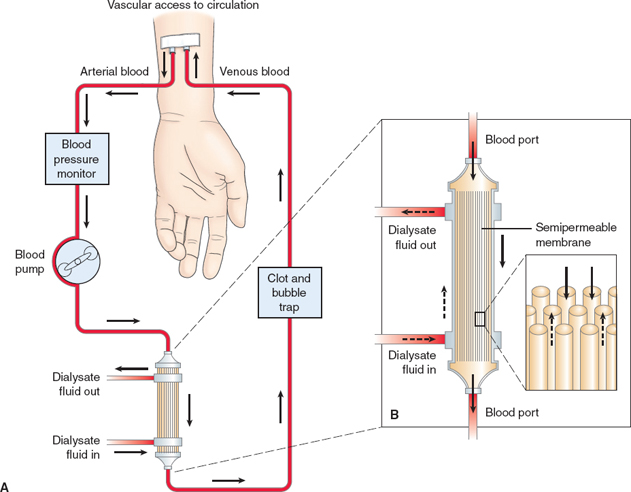 Vascular access to circulation
A
Arterial blood
Venous blood
Blood
pressure
monitor
Blood
pump
Clot and
bubble
trap
Dialysate
fluid out
Dialysate
fluid in
Blood port
Dialysate
fluid out
Semipermeable
membrane
Dialysate
fluid in
B
Blood port